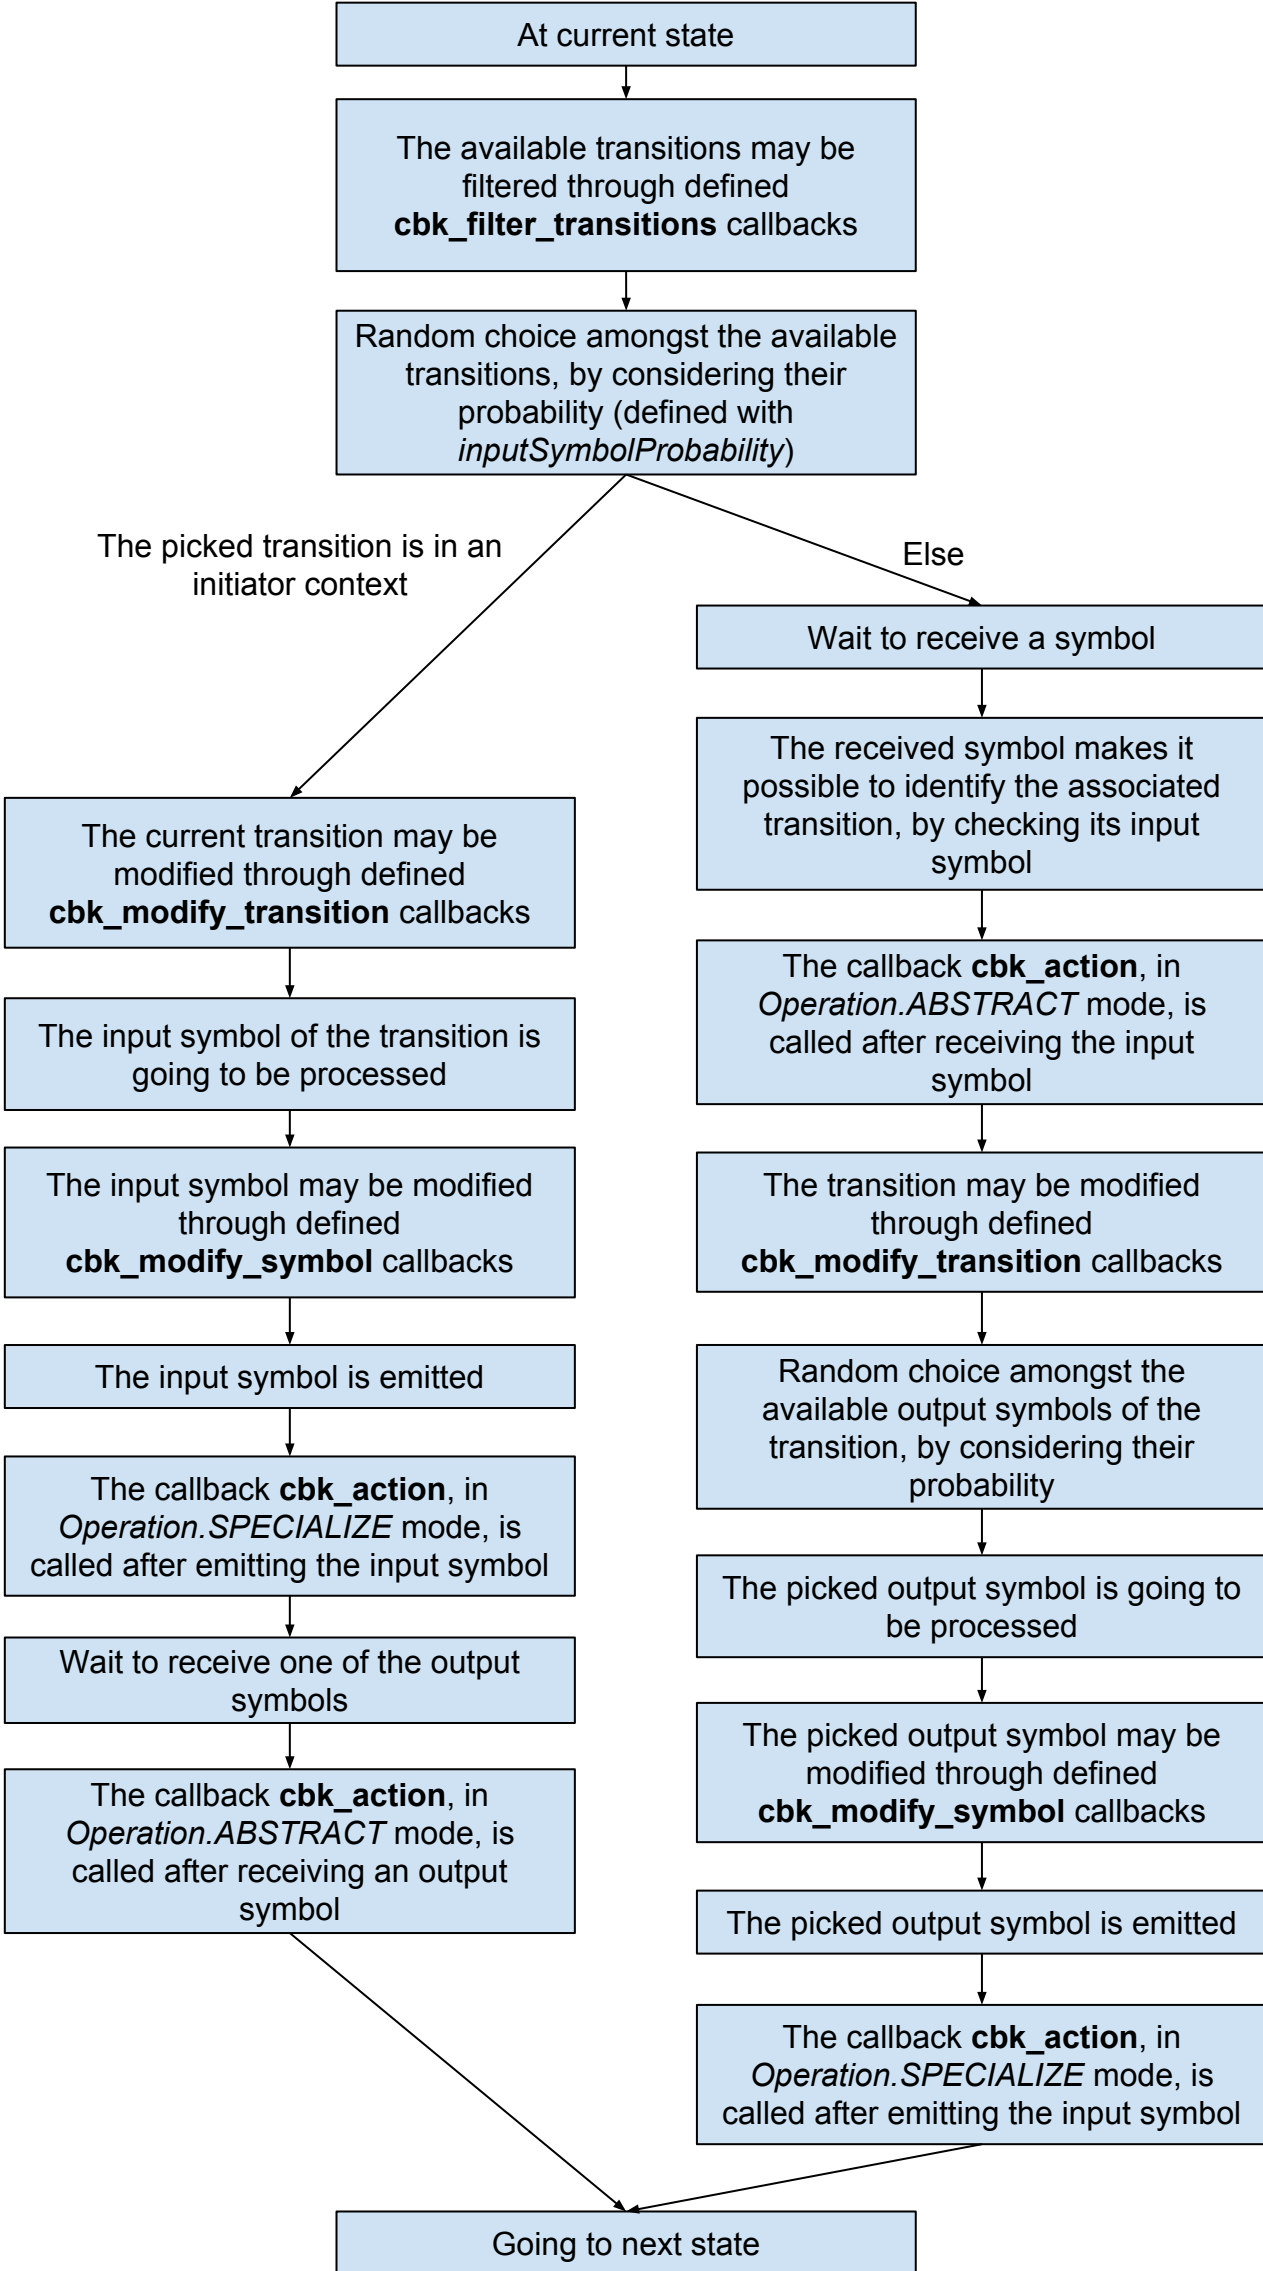 At current state
The available transitions may be
filtered through defined
cbk_filter_transitions callbacks
Random choice amongst the available
transitions, by considering their
probability (defined with
inputSymbolProbability)
The picked transition is in an
initiator context
The current transition may be
modified through defined
cbk_modify_transition callbacks
The input symbol of the transition is
going to be processed
The input symbol may be modified
through defined
cbk_modify_symbol callbacks
The input symbol is emitted
The callback cbk_action, in
Operation.SPECIALIZE mode, is
called after emitting the input symbol
Wait to receive one of the output
symbols
The callback cbk_action, in
Operation.ABSTRACT mode, is
called after receiving an output
symbol
Else
Wait to receive a symbol
The received symbol makes it
possible to identify the associated
transition, by checking its input
symbol
The callback cbk_action, in
Operation.ABSTRACT mode, is
called after receiving the input
symbol
The transition may be modified
through defined
cbk_modify_transition callbacks
Random choice amongst the
available output symbols of the
transition, by considering their
probability
The picked output symbol is going to
be processed
The picked output symbol may be
modified through defined
cbk_modify_symbol callbacks
The picked output symbol is emitted
The callback cbk_action, in
Operation.SPECIALIZE mode, is
called after emitting the input symbol
Going to next state